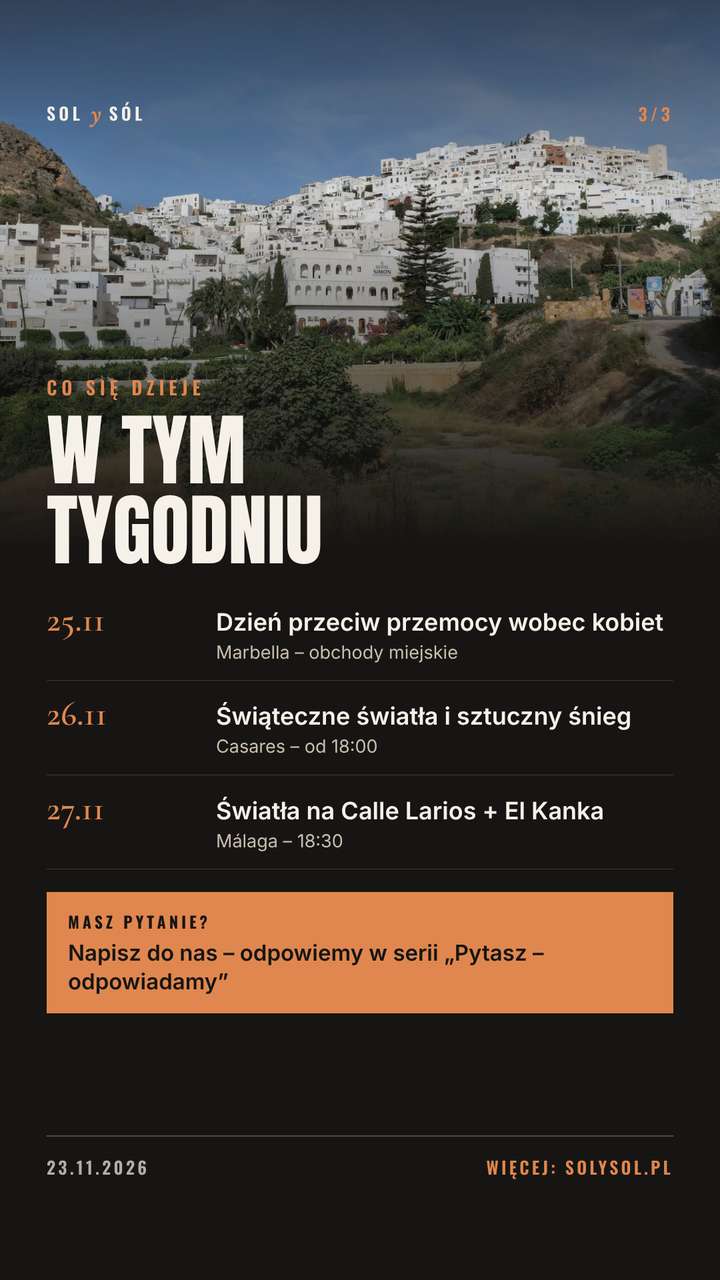 SOL y SÓL
3/3
CO SIĘ DZIEJE
W TYM
TYGODNIU
25.11
Dzień przeciw przemocy wobec kobiet
Marbella – obchody miejskie
26.11
Świąteczne światła i sztuczny śnieg
Casares – od 18:00
27.11
Światła na Calle Larios + El Kanka
Málaga – 18:30
MASZ PYTANIE?
Napisz do nas – odpowiemy w serii „Pytasz –
odpowiadamy”
23.11.2026
WIĘCEJ: SOLYSOL.PL